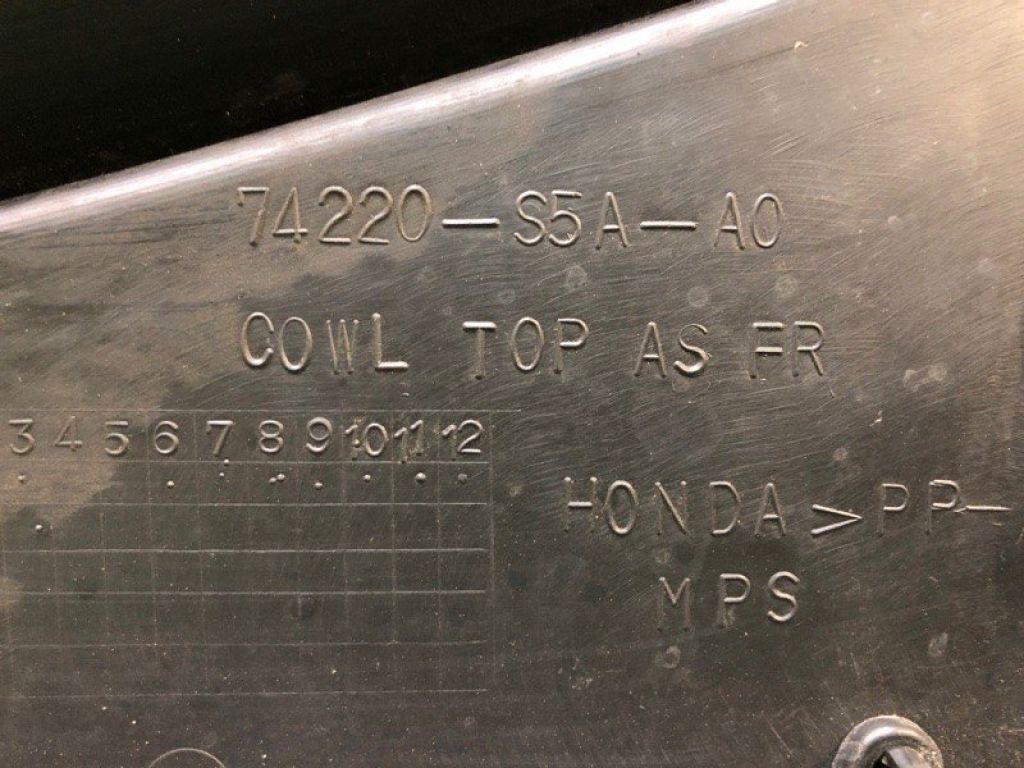 74220-S5A-A0
COWL TOP AS FR
3 4 5 6 7 8 9 10 11 12
HONDA >PP-
MPS